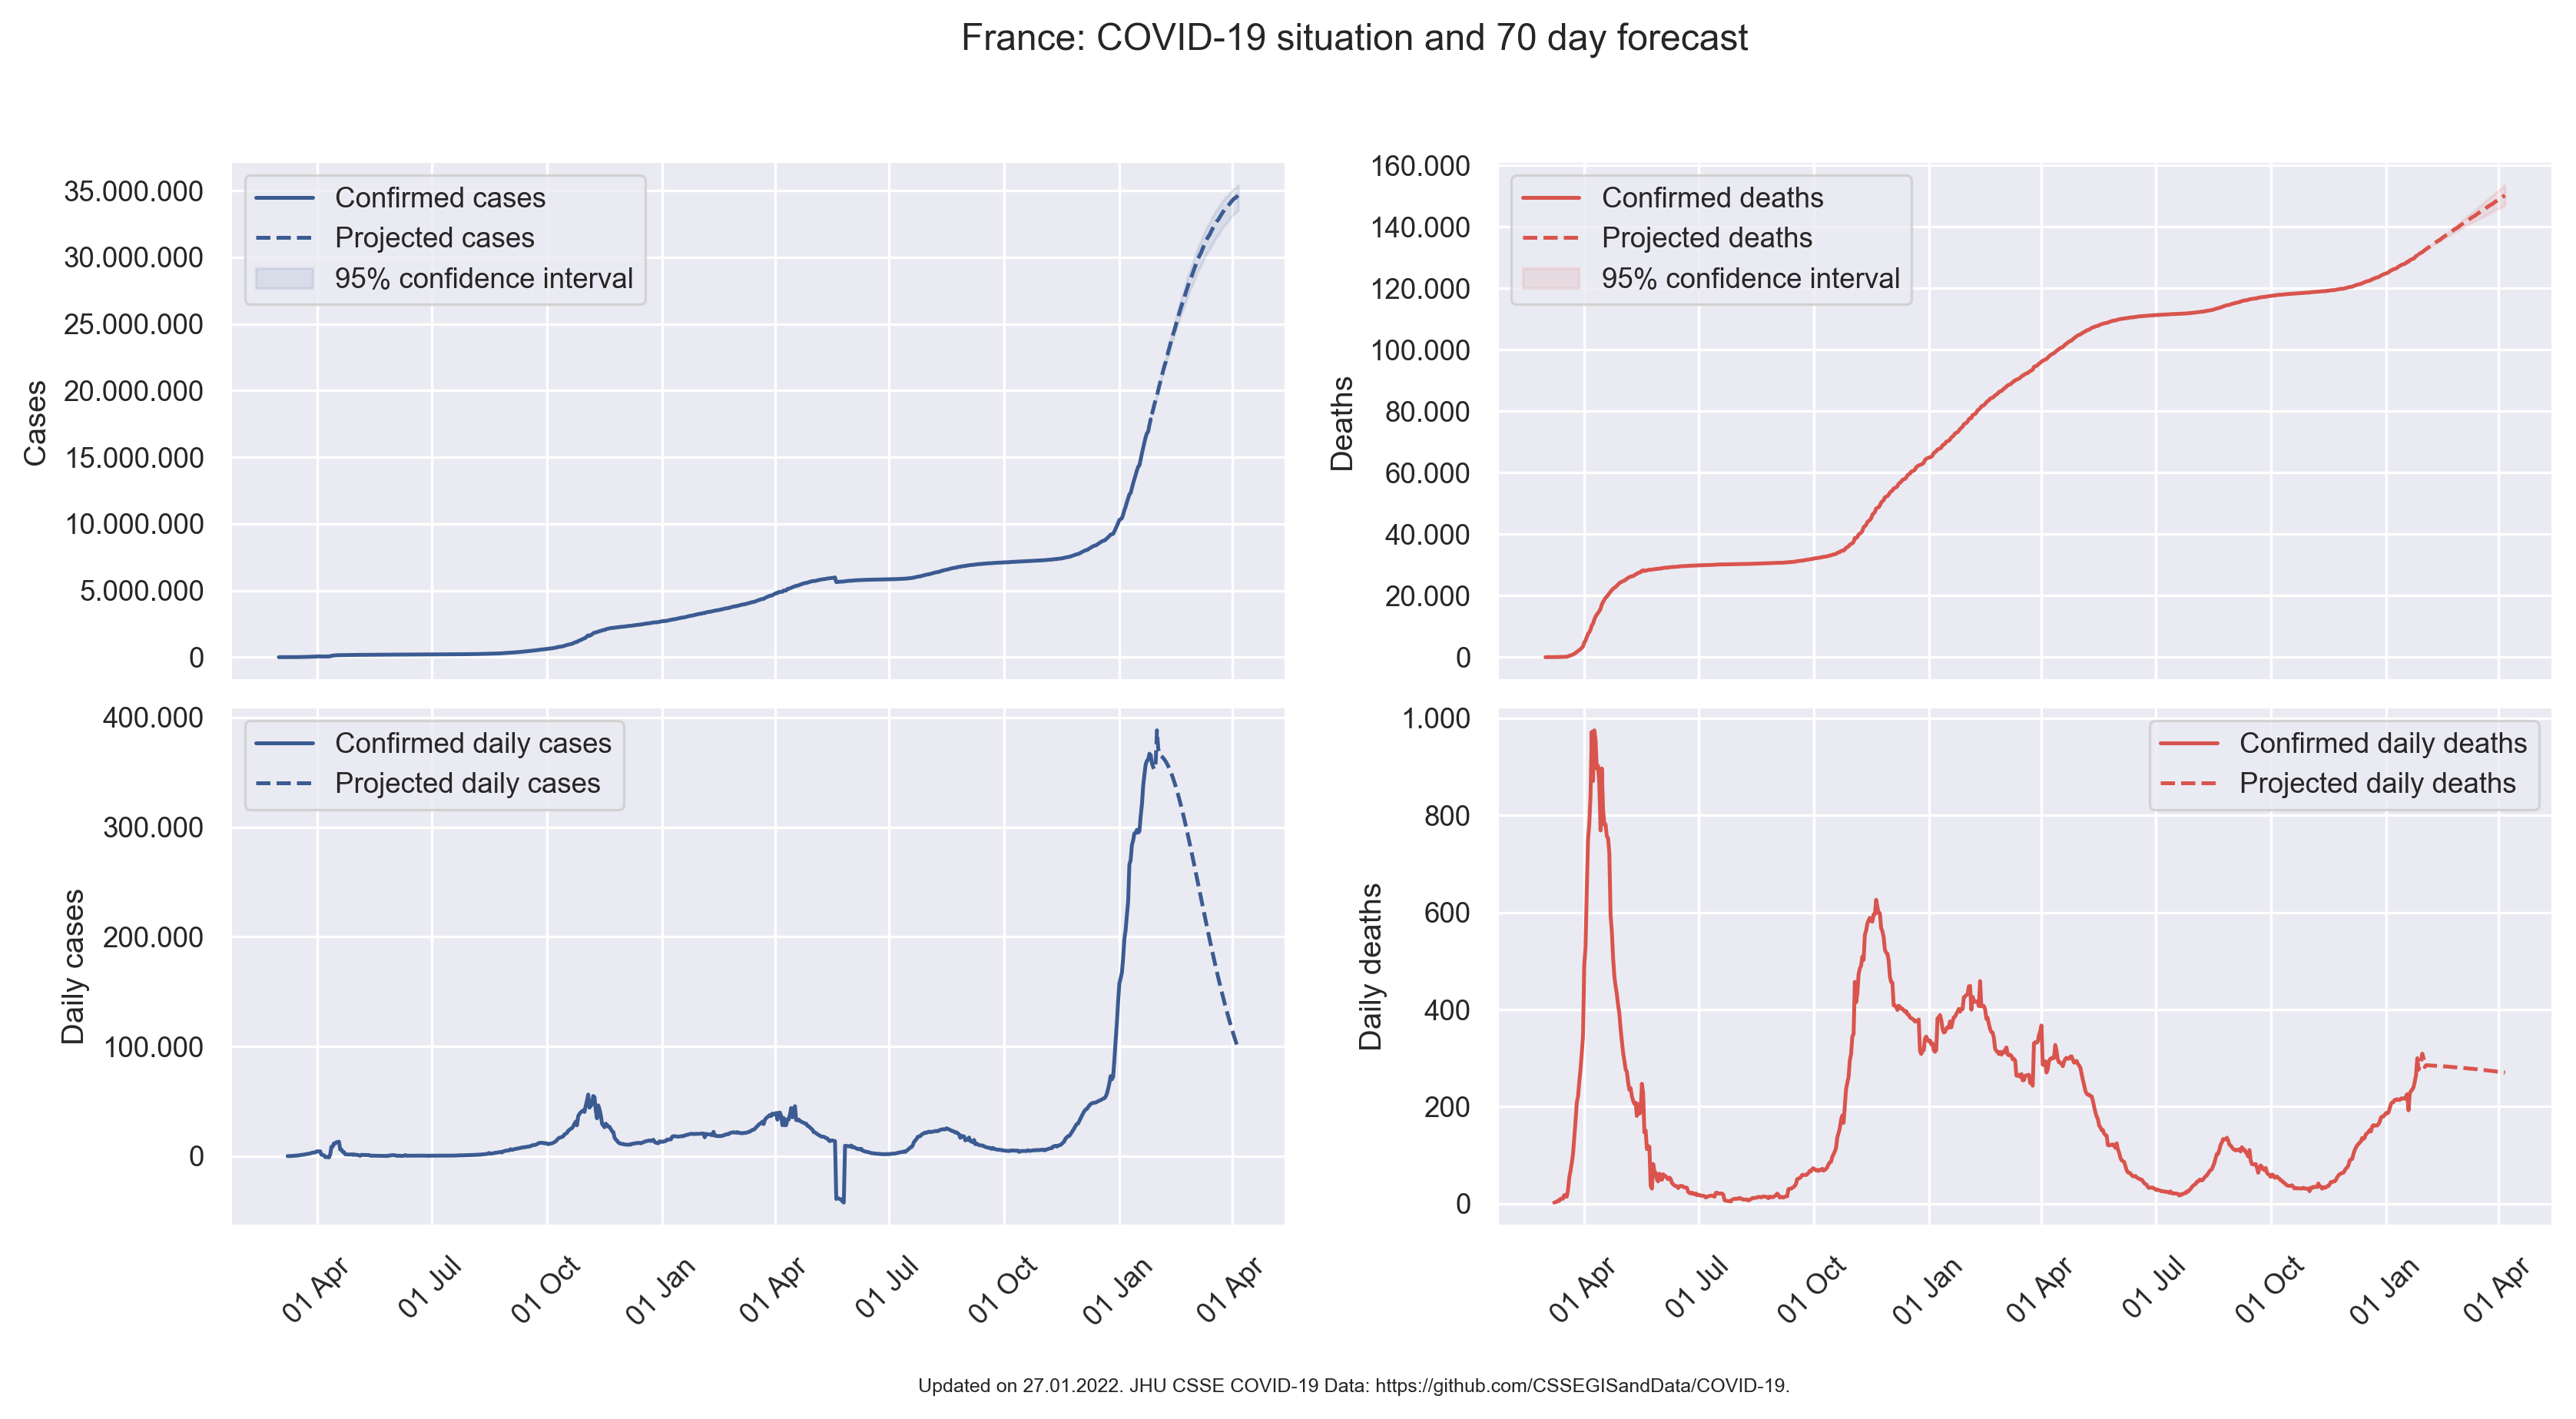 France: COVID-19 situation and 70 day forecast
Cases
35.000.000
30.000.000
25.000.000
20.000.000
15.000.000
10.000.000
5.000.000
0
Confirmed cases
Projected cases
95% confidence interval
Deaths
160.000
140.000
120.000
100.000
80.000
60.000
40.000
20.000
0
Confirmed deaths
Projected deaths
95% confidence interval
Daily cases
400.000
300.000
200.000
100.000
0
Confirmed daily cases
Projected daily cases
01 Apr
01 Jul
01 Oct
01 Jan
01 Apr
01 Jul
01 Oct
01 Jan
01 Apr
Daily deaths
1.000
800
600
400
200
0
Confirmed daily deaths
Projected daily deaths
01 Apr
01 Jul
01 Oct
01 Jan
01 Apr
01 Jul
01 Oct
01 Jan
01 Apr
Updated on 27.01.2022. JHU CSSE COVID-19 Data: https://github.com/CSSEGISandData/COVID-19.